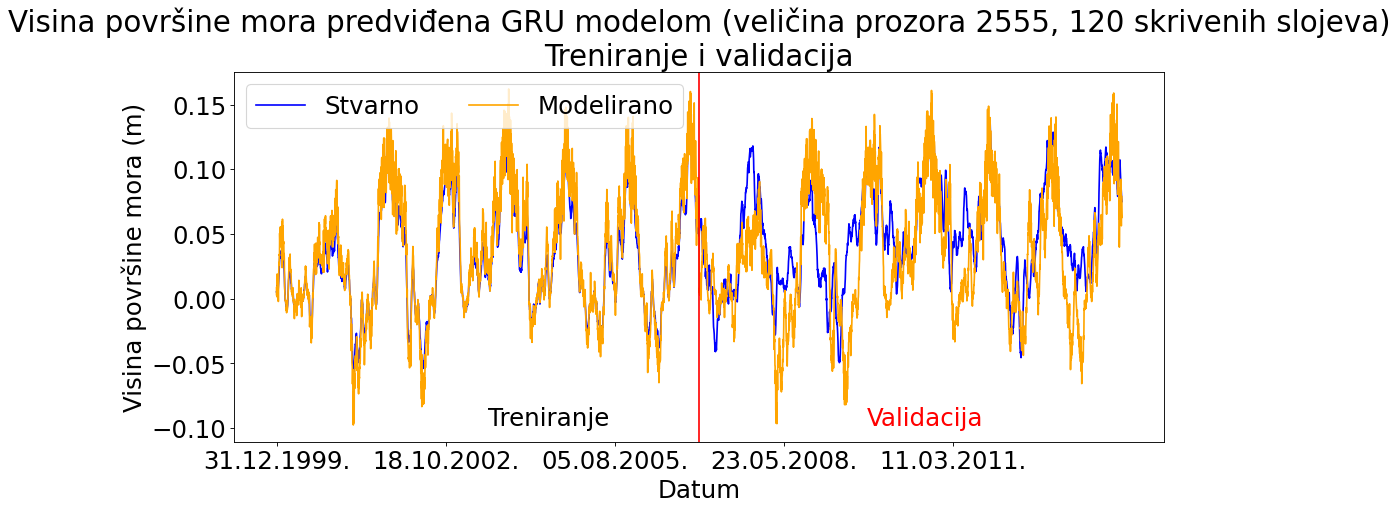 Visina površine mora predviđena GRU modelom (veličina prozora 2555, 120 skrivenih slojeva)
Treniranje i validacija
Stvarno
Modelirano
Visina površine mora (m)
0.15
0.10
0.05
0.00
−0.05
−0.10
Treniranje
Validacija
31.12.1999.
18.10.2002.
05.08.2005.
23.05.2008.
11.03.2011.
Datum